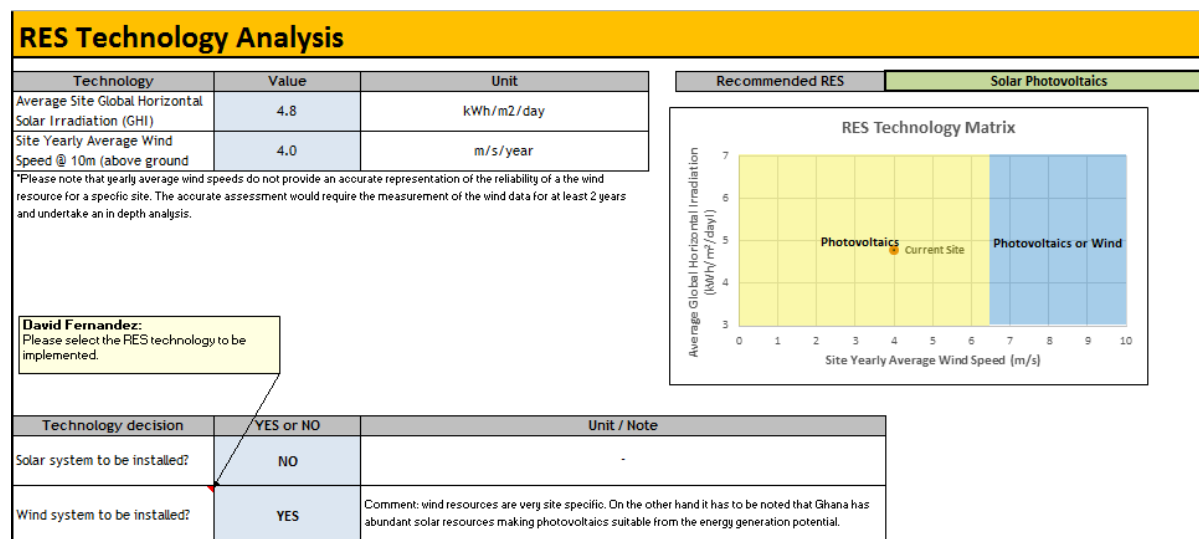 RES Technology Analysis
Technology Value Unit
Average Site Global Horizontal
Solar Irradiation (GHI)
4.8 kWh/m2/day
Site Yearly Average Wind
Speed @ 10m (above ground
4.0 m/s/year
*Please note that yearly average wind speeds do not provide an accurate representation of the reliability of a the wind
resource for a specfic site. The accurate assessment would require the measurement of the wind data for at least 2 years
and undertake an in depth analysis.
Recommended RES Solar Photovoltaics
RES Technology Matrix
Average Global Horizontal Irradiation
(kWh/m²/day)
7
6
5
4
3
Photovoltaics
Current Site
Photovoltaics or Wind
0 1 2 3 4 5 6 7 8 9 10
Site Yearly Average Wind Speed (m/s)
David Fernandez:
Please select the RES technology to be
implemented.
Technology decision YES or NO Unit / Note
Solar system to be installed? NO -
Wind system to be installed? YES
Comment: wind resources are very site specific. On the other hand it has to be noted that Ghana has
abundant solar resources making photovoltaics suitable from the energy generation potential.